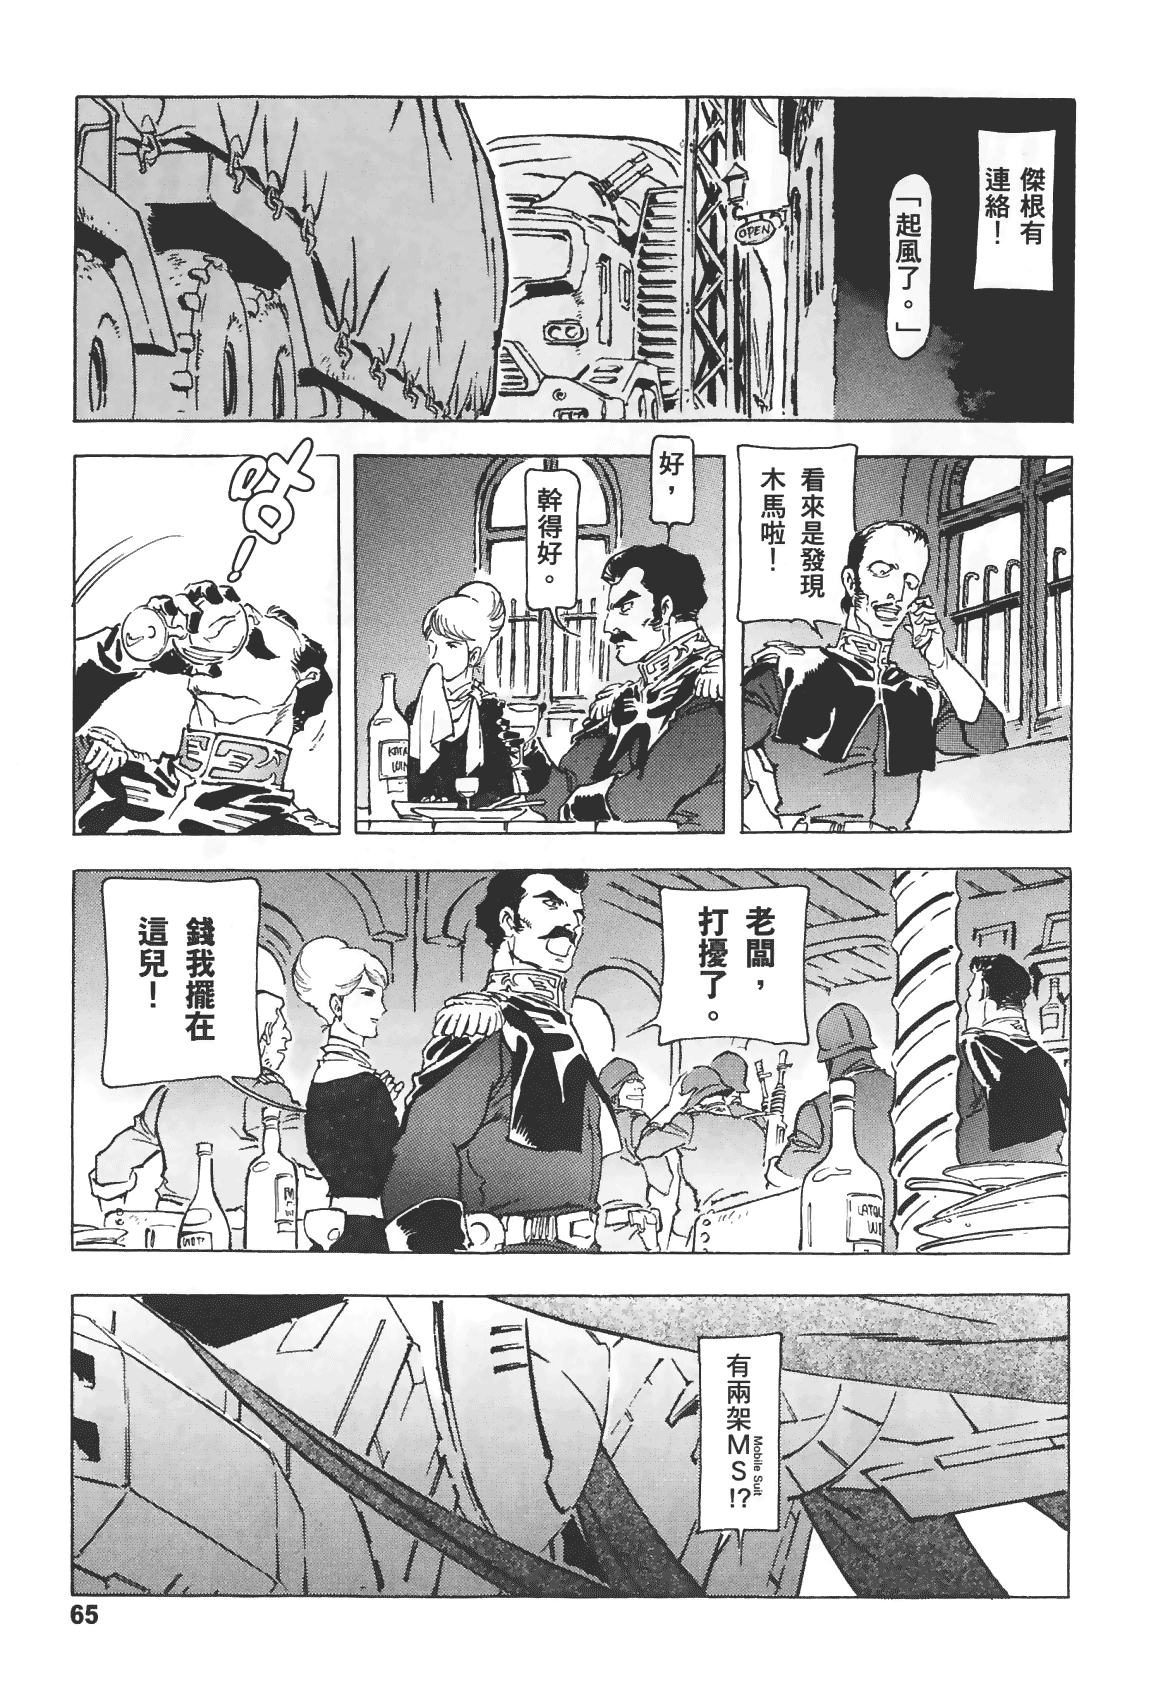 傑根有
連絡！
「起風了。」
OPEN
看來是發現
木馬啦！
好，
幹得好。
咕！
老闆，
打擾了。
錢我擺在
這兒！
有兩架MS!?
Mobile Suit
65